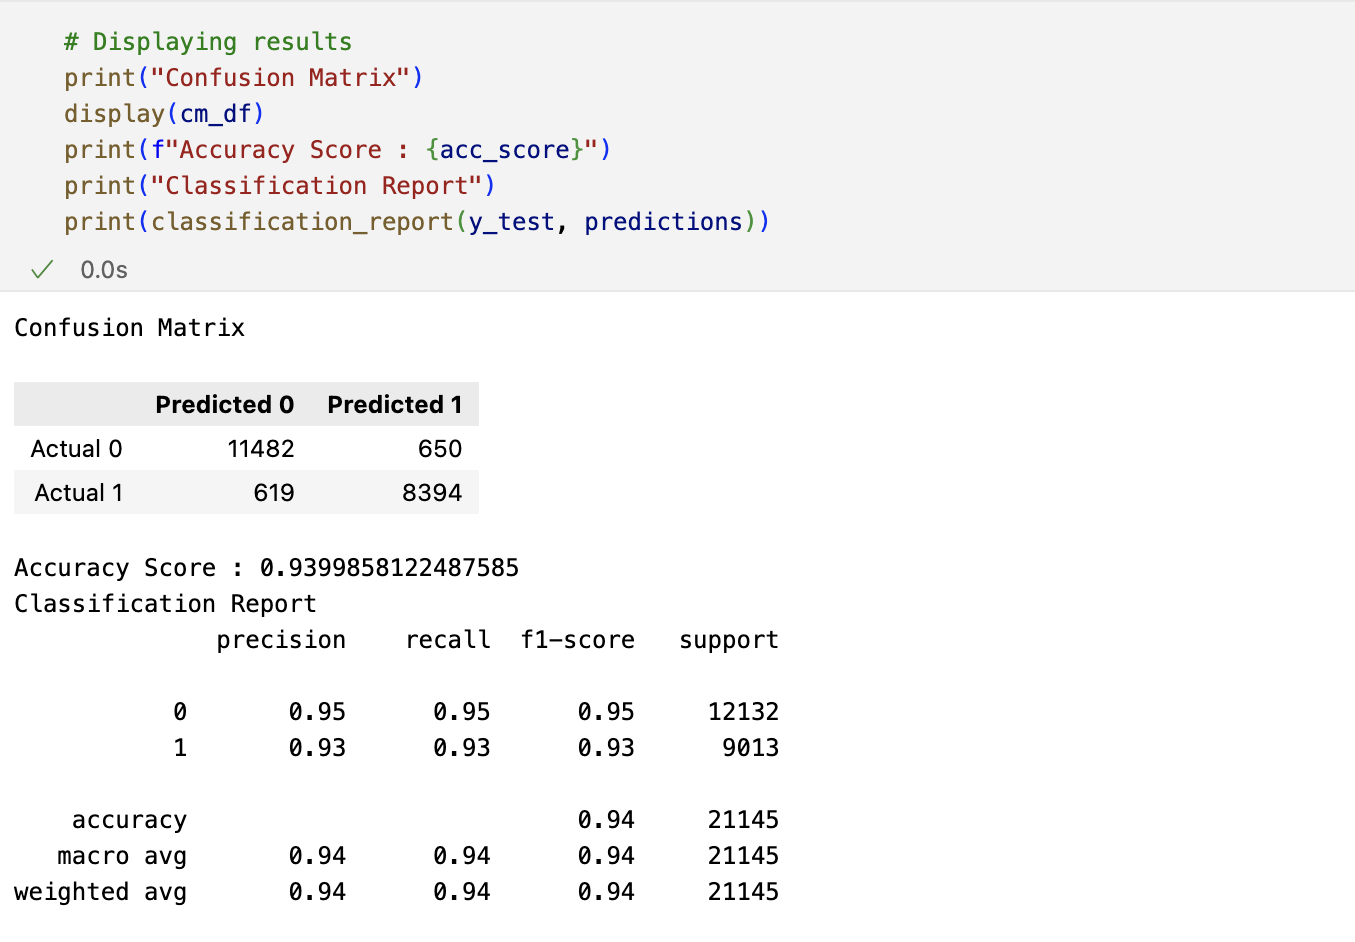 # Displaying results
print("Confusion Matrix")
display(cm_df)
print(f"Accuracy Score : {acc_score}")
print("Classification Report")
print(classification_report(y_test, predictions))
0.0s
Confusion Matrix
Predicted 0 Predicted 1
Actual 0 11482 650
Actual 1 619 8394
Accuracy Score : 0.9399858122487585
Classification Report
precision recall f1-score support
0 0.95 0.95 0.95 12132
1 0.93 0.93 0.93 9013
accuracy 0.94 21145
macro avg 0.94 0.94 0.94 21145
weighted avg 0.94 0.94 0.94 21145